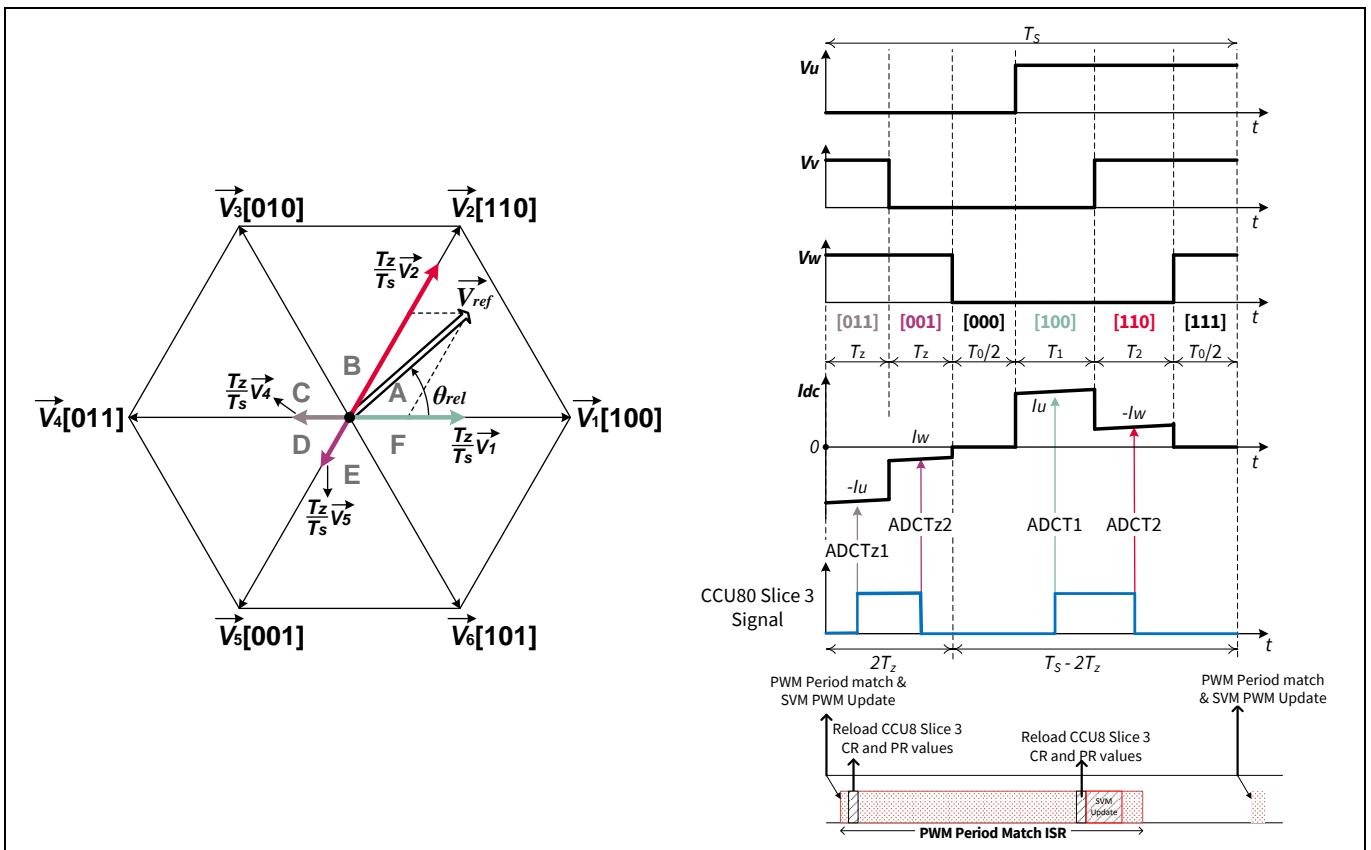 V3[010]
V2[110]
Tz/Ts V2
Vref
B
C
A
θrel
Tz/Ts V4
V4[011]
V1[100]
D
F
E
Tz/Ts V1
Tz/Ts V5
V5[001]
V6[101]
Ts
Vu
t
Vv
t
Vw
t
[011] [001] [000] [100] [110] [111]
Tz Tz T0/2 T1 T2 T0/2
Idc
Iu
-Iw
Iw
0
t
-Iu
ADCTz2
ADCT1
ADCT2
ADCTz1
CCU80 Slice 3
Signal
t
2Tz
TS - 2Tz
PWM Period match &
SVM PWM Update
PWM Period match
& SVM PWM Update
Reload CCU8 Slice 3
CR and PR values
Reload CCU8 Slice 3
CR and PR values
SVM
Update
PWM Period Match ISR